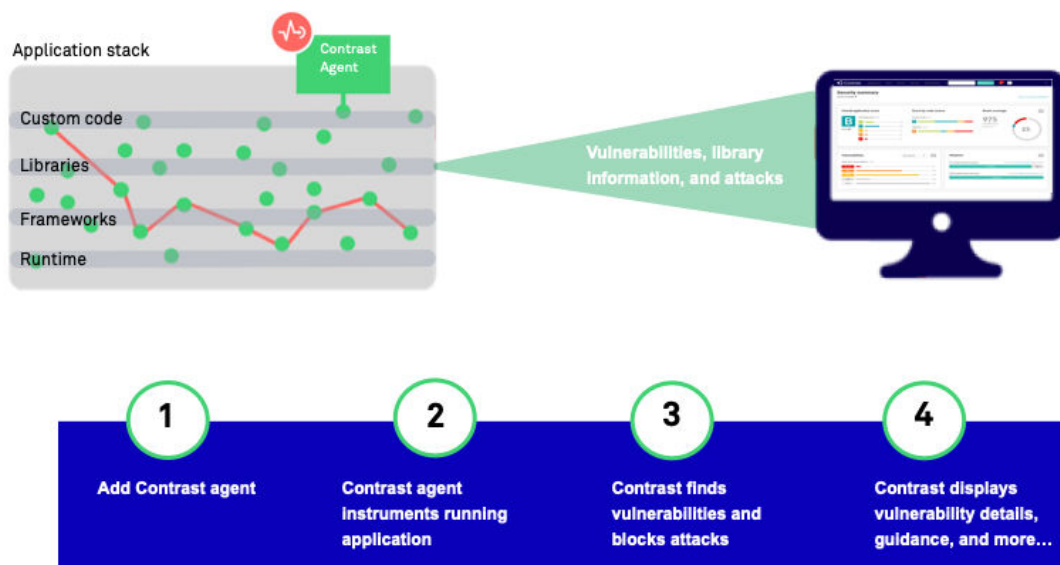 Application stack
Contrast
Agent
Custom code
Libraries
Frameworks
Runtime
Vulnerabilities, library
information, and attacks
B
97%
1
2
3
4
Add Contrast agent
Contrast agent
instruments running
application
Contrast finds
vulnerabilities and
blocks attacks
Contrast displays
vulnerability details,
guidance, and more...